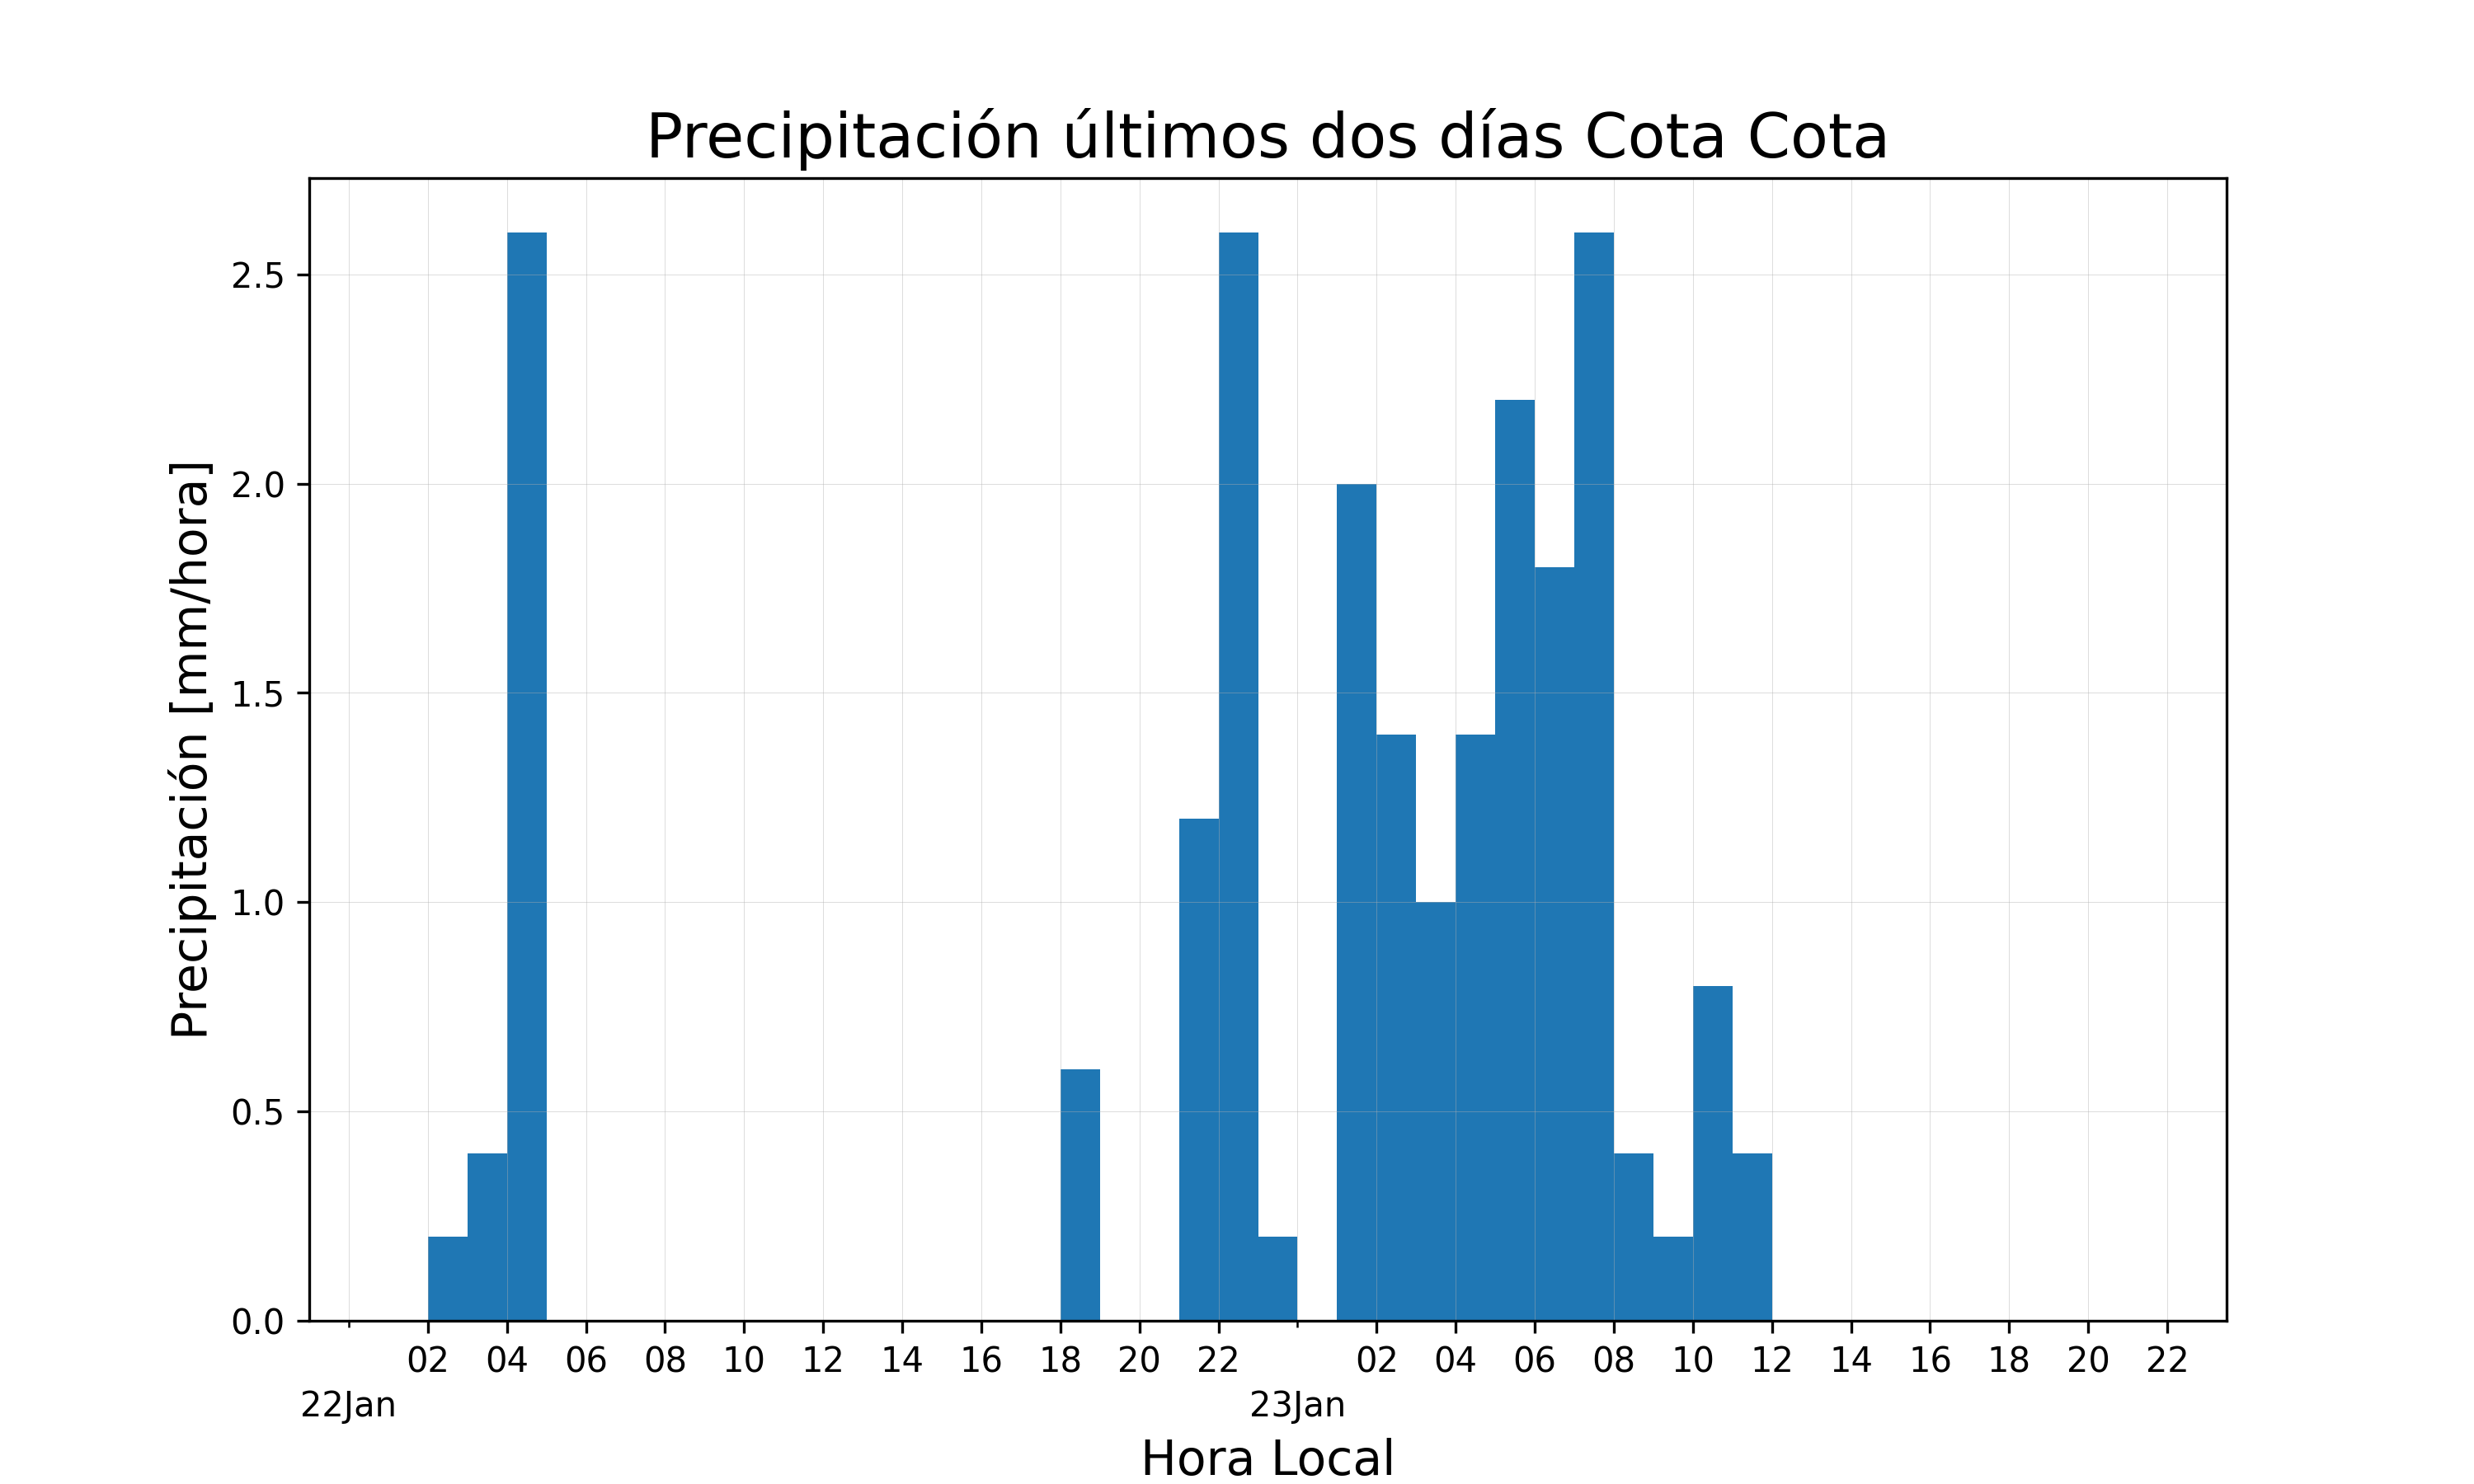 Precipitación últimos dos días Cota Cota
Precipitación [mm/hora]
2.5
2.0
1.5
1.0
0.5
0.0
02 04 06 08 10 12 14 16 18 20 22 02 04 06 08 10 12 14 16 18 20 22
22Jan 23Jan
Hora Local